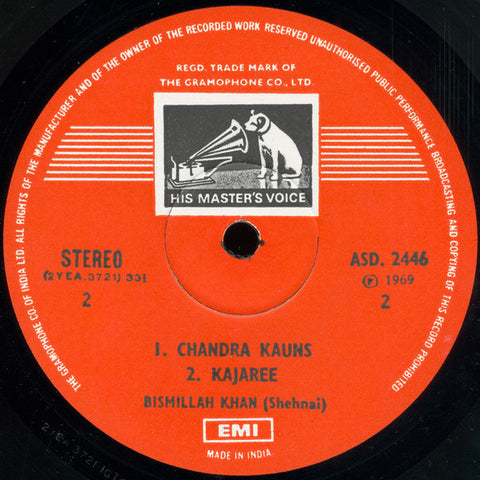 THE GRAMOPHONE CO OF INDIA LTD. ALL RIGHTS OF THE MANUFACTURER AND OF THE OWNER OF THE RECORDED WORK RESERVED UNAUTHORISED PUBLIC PERFORMANCE BROADCASTING AND COPYING OF THIS RECORD PROHIBITED
REGD. TRADE MARK OF
THE GRAMOPHONE CO., LTD.
HIS MASTER'S VOICE
STEREO
(2YEA.3721) 33⅓
2
ASD. 2446
Ⓟ 1969
2
1. CHANDRA KAUNS
2. KAJAREE
BISMILLAH KHAN (Shehnai)
EMI
MADE IN INDIA